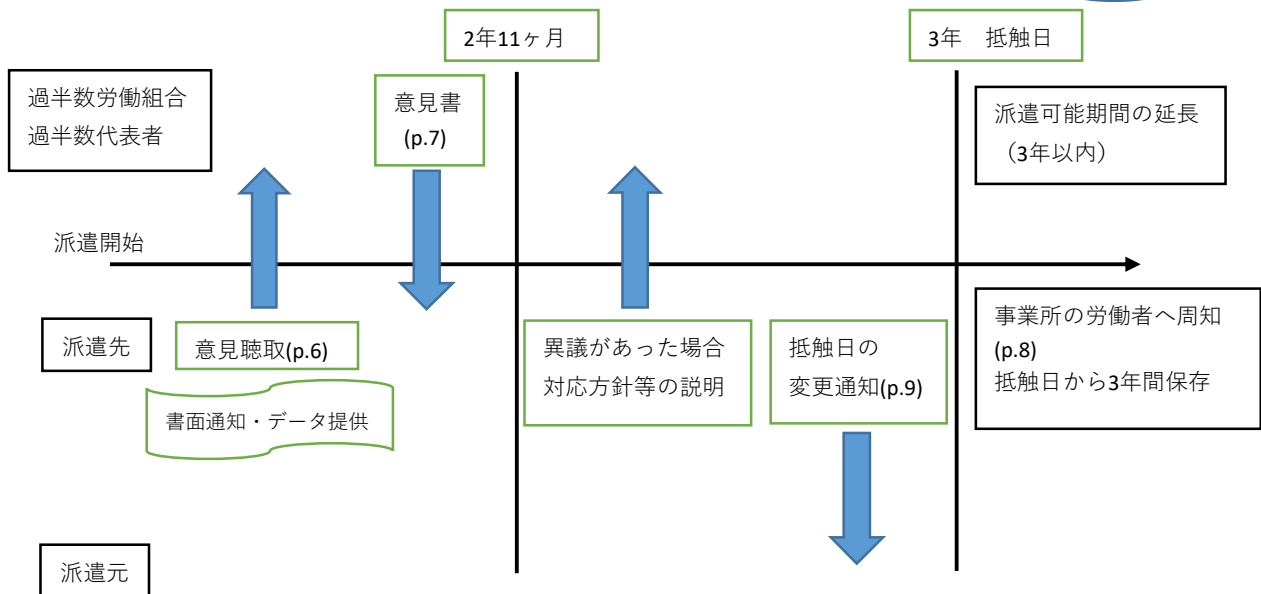 2年11ヶ月
3年　抵触日
過半数労働組合
過半数代表者
意見書
(p.7)
派遣可能期間の延長
（3年以内）
派遣開始
派遣先
意見聴取(p.6)
書面通知・データ提供
異議があった場合
対応方針等の説明
抵触日の
変更通知(p.9)
事業所の労働者へ周知
(p.8)
抵触日から3年間保存
派遣元